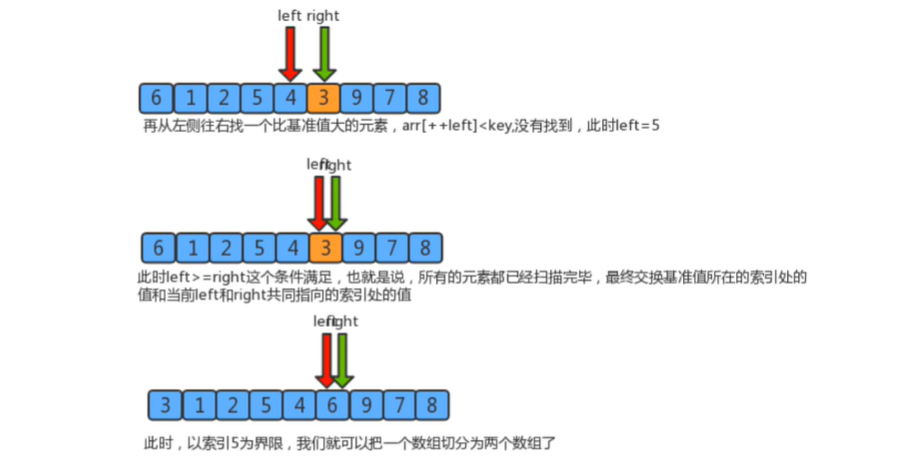 left right
6 1 2 5 4 3 9 7 8
再从左侧往右找一个比基准值大的元素，arr[++left]<key,没有找到，此时left=5
left right
6 1 2 5 4 3 9 7 8
此时left>=right这个条件满足，也就是说，所有的元素都已经扫描完毕，最终交换基准值所在的索引处的
值和当前left和right共同指向的索引处的值
left right
3 1 2 5 4 6 9 7 8
此时，以索引5为界限，我们就可以把一个数组切分为两个数组了